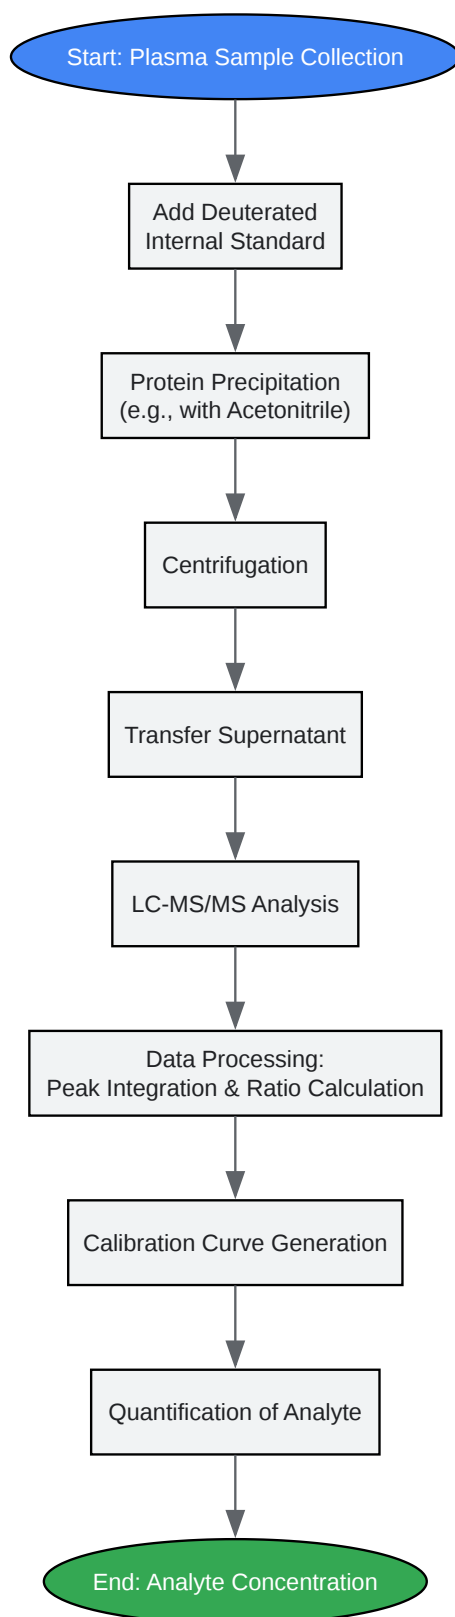 Start: Plasma Sample Collection
Add Deuterated
Internal Standard
Protein Precipitation
(e.g., with Acetonitrile)
Centrifugation
Transfer Supernatant
LC-MS/MS Analysis
Data Processing:
Peak Integration & Ratio Calculation
Calibration Curve Generation
Quantification of Analyte
End: Analyte Concentration